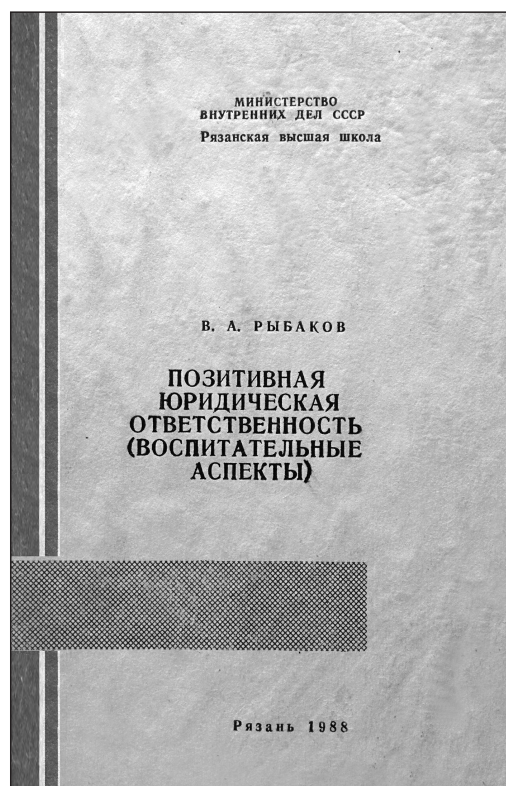 МИНИСТЕРСТВО
ВНУТРЕННИХ ДЕЛ СССР
Рязанская высшая школа
В. А. РЫБАКОВ
ПОЗИТИВНАЯ
ЮРИДИЧЕСКАЯ
ОТВЕТСТВЕННОСТЬ
(ВОСПИТАТЕЛЬНЫЕ
АСПЕКТЫ)
Рязань 1988